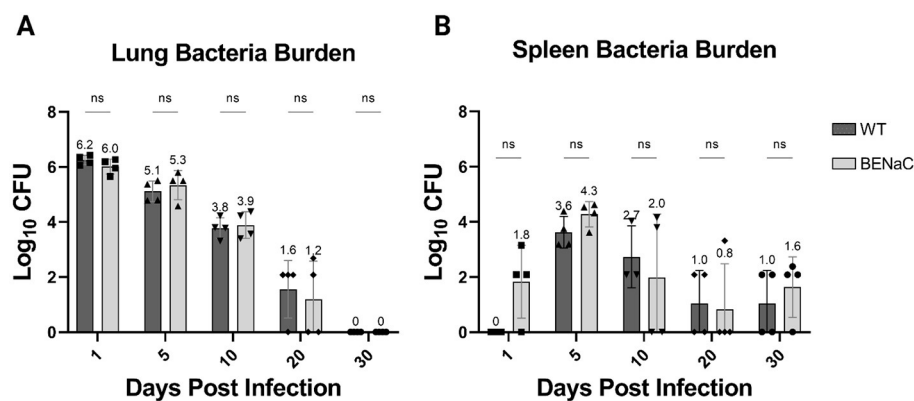 A
Lung Bacteria Burden
ns ns ns ns ns
8
6
4
2
0
Log10 CFU
6.2 6.0 5.1 5.3 3.8 3.9 1.6 1.2 0 0
1 5 10 20 30
Days Post Infection
B
Spleen Bacteria Burden
ns ns ns ns ns
8
6
4
2
0
Log10 CFU
0 1.8 3.6 4.3 2.7 2.0 1.0 0.8 1.0 1.6
1 5 10 20 30
Days Post Infection
WT
BENaC